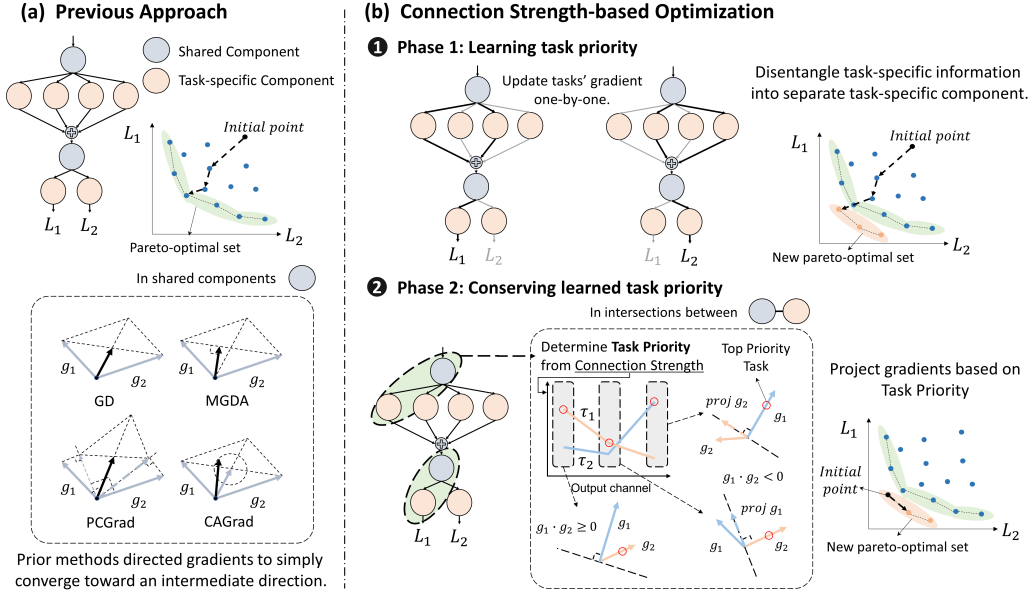 (a) Previous Approach
Shared Component
Task-specific Component
L₁
Initial point
L₁ L₂
Pareto-optimal set
L₂
In shared components
g₁
g₂
GD
g₁
g₂
MGDA
g₁
g₂
PCGrad
g₁
g₂
CAGrad
Prior methods directed gradients to simply
converge toward an intermediate direction.
(b) Connection Strength-based Optimization
1 Phase 1: Learning task priority
Update tasks' gradient
one-by-one.
L₁ L₂
L₁ L₂
Disentangle task-specific information
into separate task-specific component.
L₁
Initial point
L₂
New pareto-optimal set
2 Phase 2: Conserving learned task priority
In intersections between
L₁ L₂
Determine Task Priority
from Connection Strength
τ₁
τ₂
Output channel
Top Priority
Task
proj g₂
g₁
g₂
g₁ · g₂ < 0
g₁ · g₂ ≥ 0
g₁
g₂
proj g₁
g₁
g₂
Project gradients based on
Task Priority
L₁
Initial
point
L₂
New pareto-optimal set